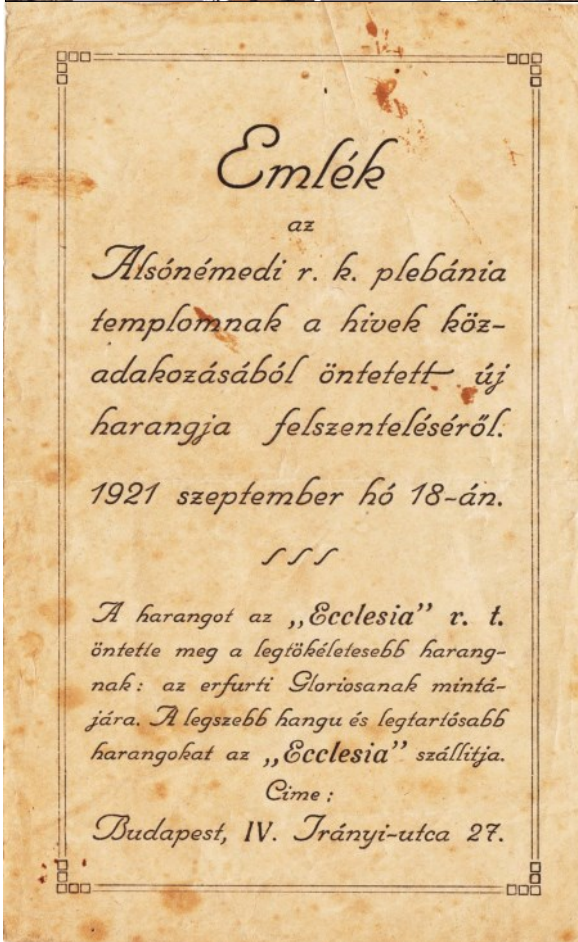 Emlék
az
Alsónémedi r. k. plebánia
templomnak a hivek köz-
adakozásából öntetett új
harangja felszenteléséről.
1921 szeptember hó 18-án.
A harangot az „Ecclesia” r. t.
öntette meg a legtökéletesebb harang-
nak: az erfurti Gloriosanak mintá-
jára. A legszebb hangu és legtartósabb
harangokat az „Ecclesia” szállitja.
Cime:
Budapest, IV. Irányi-utca 27.